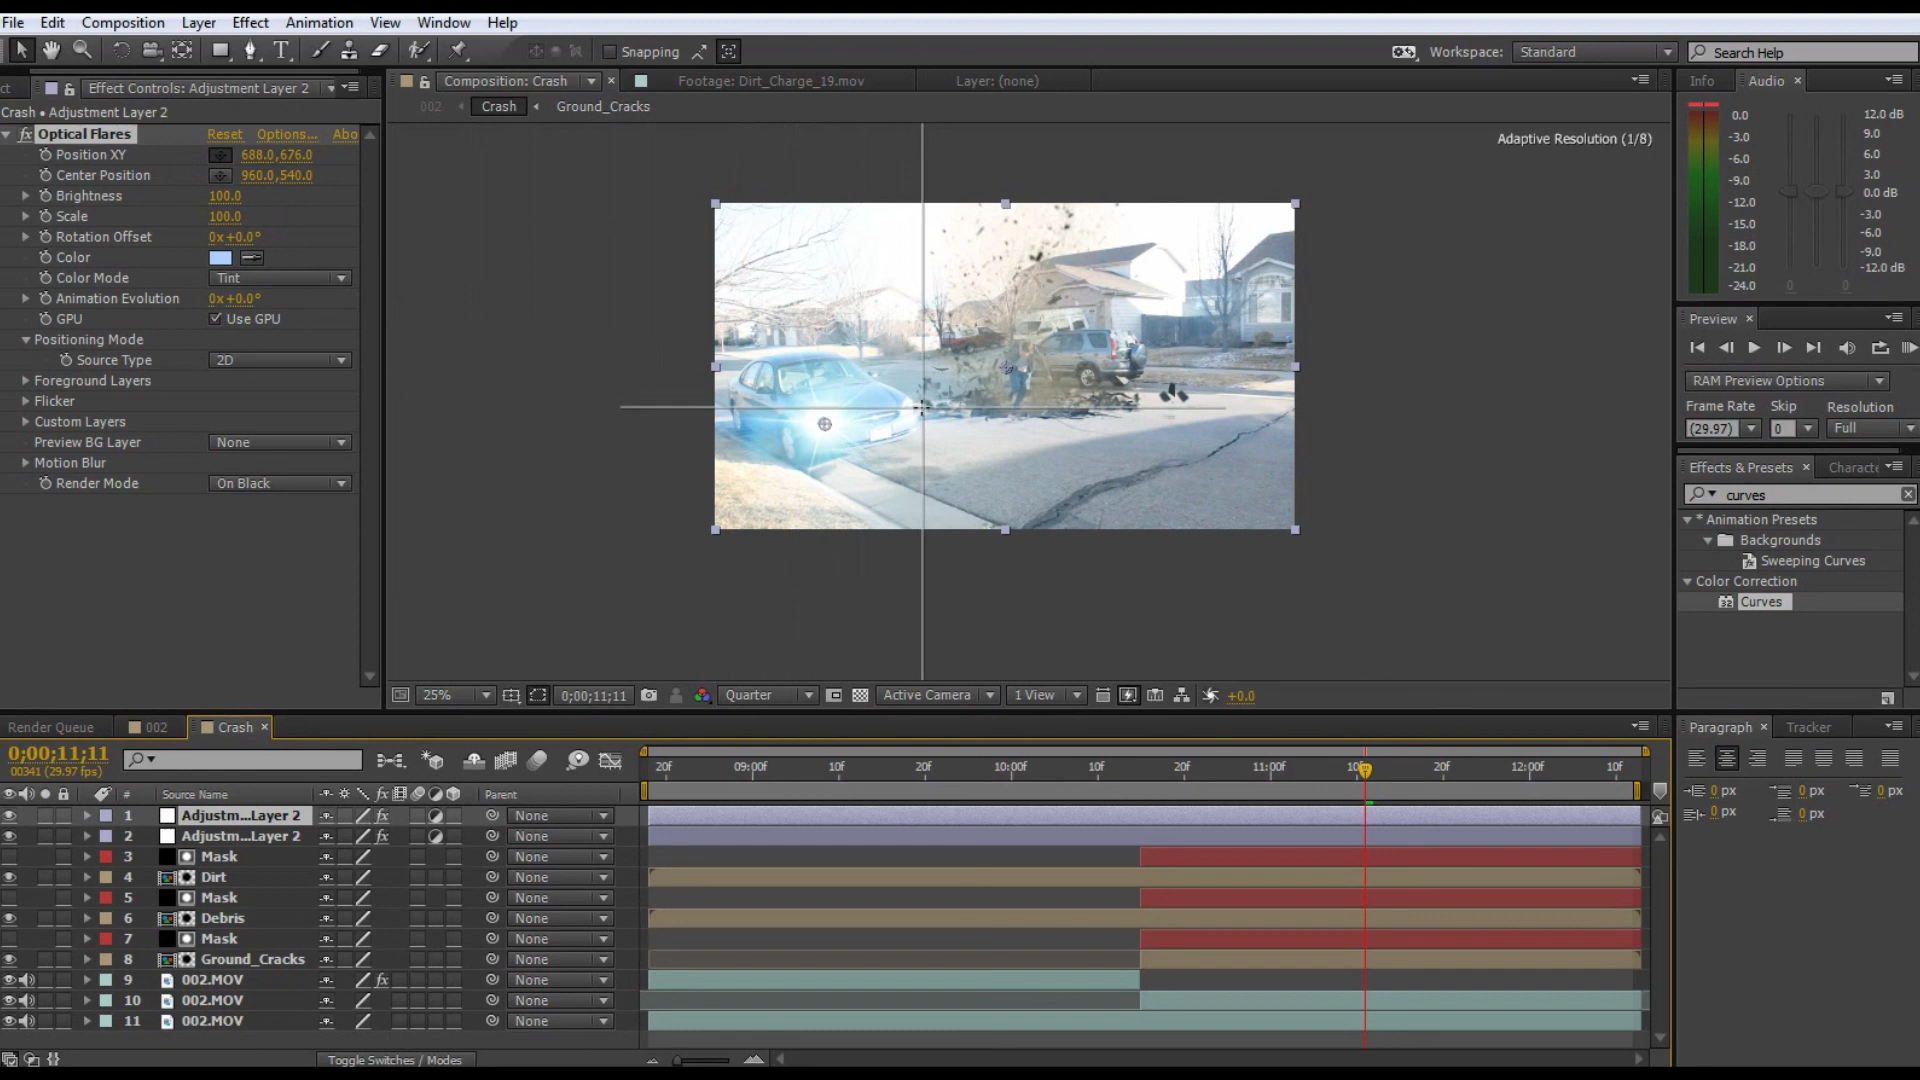 File Edit Composition Layer Effect Animation View Window Help
Snapping Workspace: Standard Search Help
ct Effect Controls: Adjustment Layer 2
Crash • Adjustment Layer 2
fx Optical Flares Reset Options... Abo
Position XY 688.0,676.0
Center Position 960.0,540.0
Brightness 100.0
Scale 100.0
Rotation Offset 0x+0.0°
Color
Color Mode Tint
Animation Evolution 0x+0.0°
GPU Use GPU
Positioning Mode
Source Type 2D
Foreground Layers
Flicker
Custom Layers
Preview BG Layer None
Motion Blur
Render Mode On Black
Composition: Crash Footage: Dirt_Charge_19.mov Layer: (none)
002 Crash Ground_Cracks
Adaptive Resolution (1/8)
25% 0;00;11;11 Quarter Active Camera 1 View +0.0
Info Audio
0.0
-3.0
-6.0
-9.0
-12.0
-15.0
-18.0
-21.0
-24.0
12.0 dB
9.0
6.0
3.0
0.0 dB
-3.0
-6.0
-9.0
-12.0 dB
0 0
Preview
RAM Preview Options
Frame Rate Skip Resolution
(29.97) 0 Full
Effects & Presets Characte
curves
* Animation Presets
Backgrounds
Sweeping Curves
Color Correction
32 Curves
Render Queue 002 Crash
0;00;11;11
00341 (29.97 fps)
20f 09:00f 10f 20f 10:00f 10f 20f 11:00f 10f 20f 12:00f 10f
# Source Name fx Parent
1 Adjustm...Layer 2 fx None
2 Adjustm...Layer 2 fx None
3 Mask None
4 Dirt None
5 Mask None
6 Debris None
7 Mask None
8 Ground_Cracks None
9 002.MOV fx None
10 002.MOV None
11 002.MOV None
Toggle Switches / Modes
Paragraph Tracker
0 px 0 px 0 px
0 px 0 px